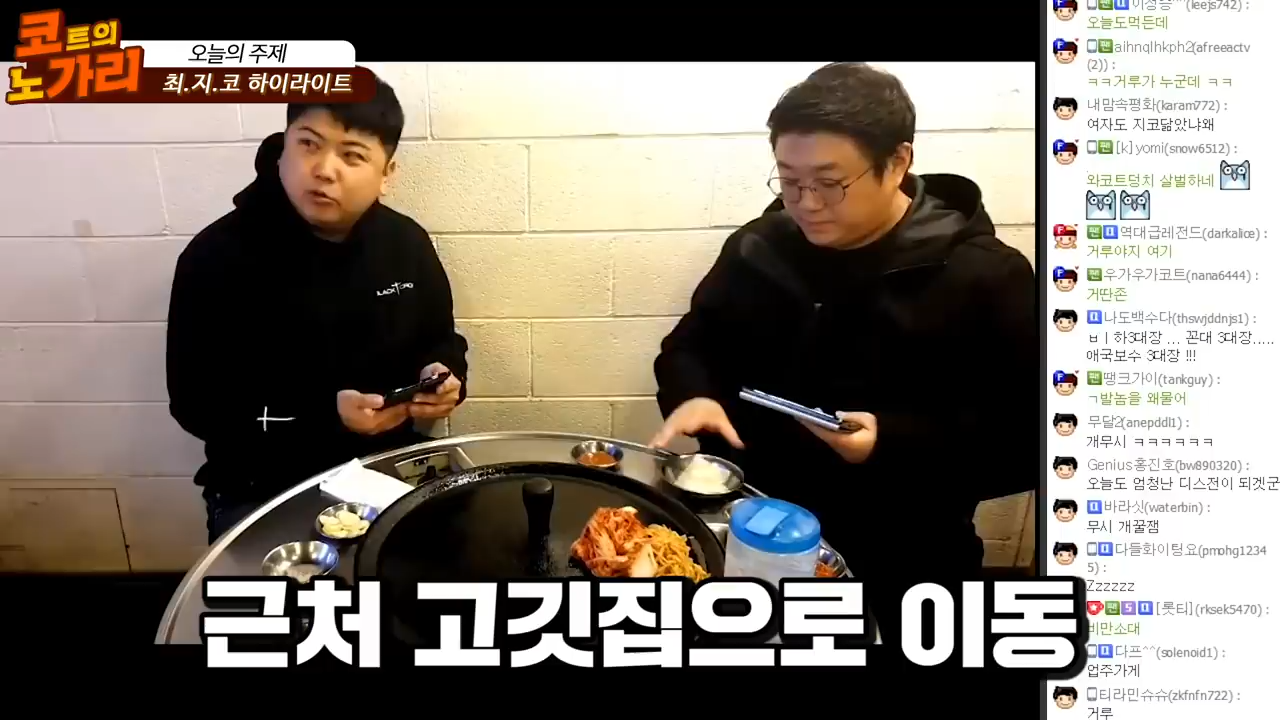 코트의
노가리
오늘의 주제
최.지.코 하이라이트
근처 고깃집으로 이동
(leejs742) :
오늘도먹든데
aihnqlhkph2(afreeactv
(2)) :
ㅋㅋ거루가 누군데 ㅋㅋ
내맘속평화(karam772) :
여자도 지코닮았냐왜
[k]yomi(snow6512) :
와코트덩치 살벌하네
역대급레전드(darkalice) :
거루야지 여기
우가우가코트(nana6444) :
거딴존
나도백수다(thswjddnjs1) :
ㅂㅣ하3대장 ... 꼰대 3대장.....
애국보수 3대장 !!!
땡크가이(tankguy) :
ㄱ발놈을 왜물어
무달2(anepddl1) :
개무시 ㅋㅋㅋㅋㅋㅋ
Genius홍진호(bw890320) :
오늘도 엄청난 디스전이 되겟군
바라싯(waterbin) :
무시 개꿀잼
다들화이텅요(pmohg1234
5) :
Zzzzzz
[롯티](rksek5470) :
비만소대
다프^^(solenoid1) :
업주가게
티라민슈슈(zkfnfn722) :
거루